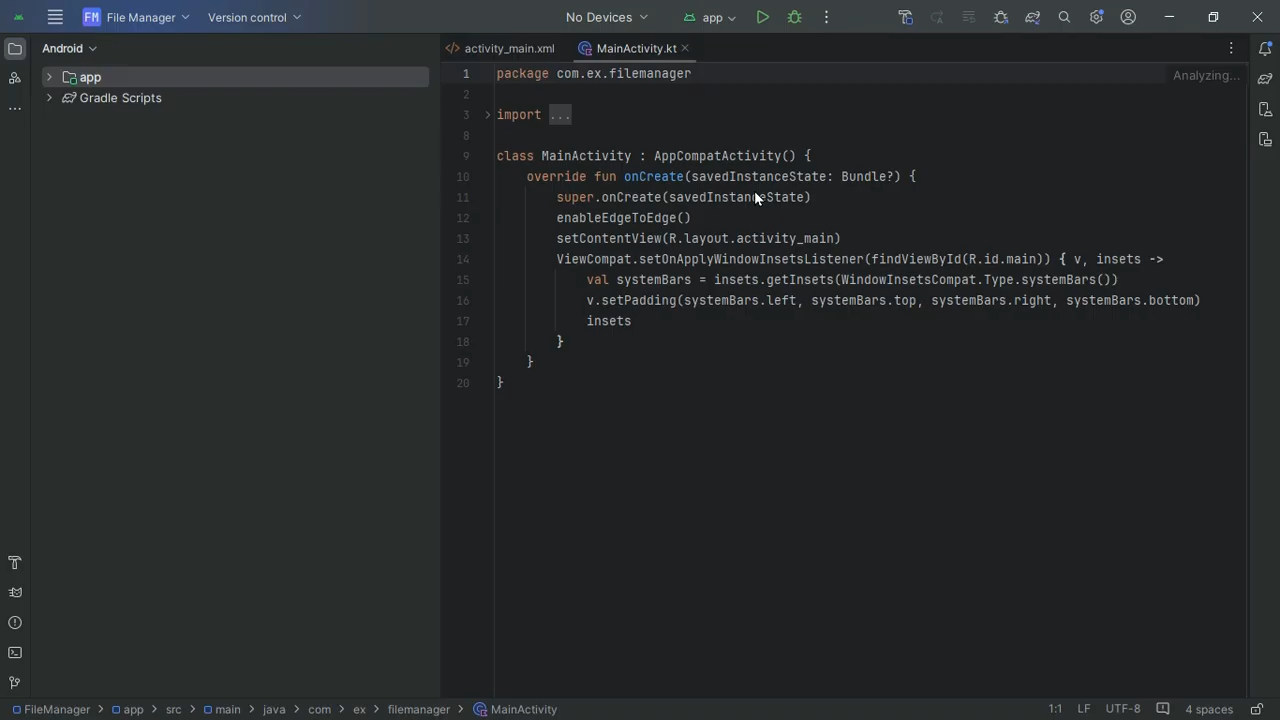 FM File Manager Version control No Devices app
Android
app
Gradle Scripts
activity_main.xml MainActivity.kt
Analyzing...
1 package com.ex.filemanager
2
3 import ...
8
9 class MainActivity : AppCompatActivity() {
10 override fun onCreate(savedInstanceState: Bundle?) {
11 super.onCreate(savedInstanceState)
12 enableEdgeToEdge()
13 setContentView(R.layout.activity_main)
14 ViewCompat.setOnApplyWindowInsetsListener(findViewById(R.id.main)) { v, insets ->
15 val systemBars = insets.getInsets(WindowInsetsCompat.Type.systemBars())
16 v.setPadding(systemBars.left, systemBars.top, systemBars.right, systemBars.bottom)
17 insets
18 }
19 }
20 }
FileManager > app > src > main > java > com > ex > filemanager > MainActivity 1:1 LF UTF-8 4 spaces